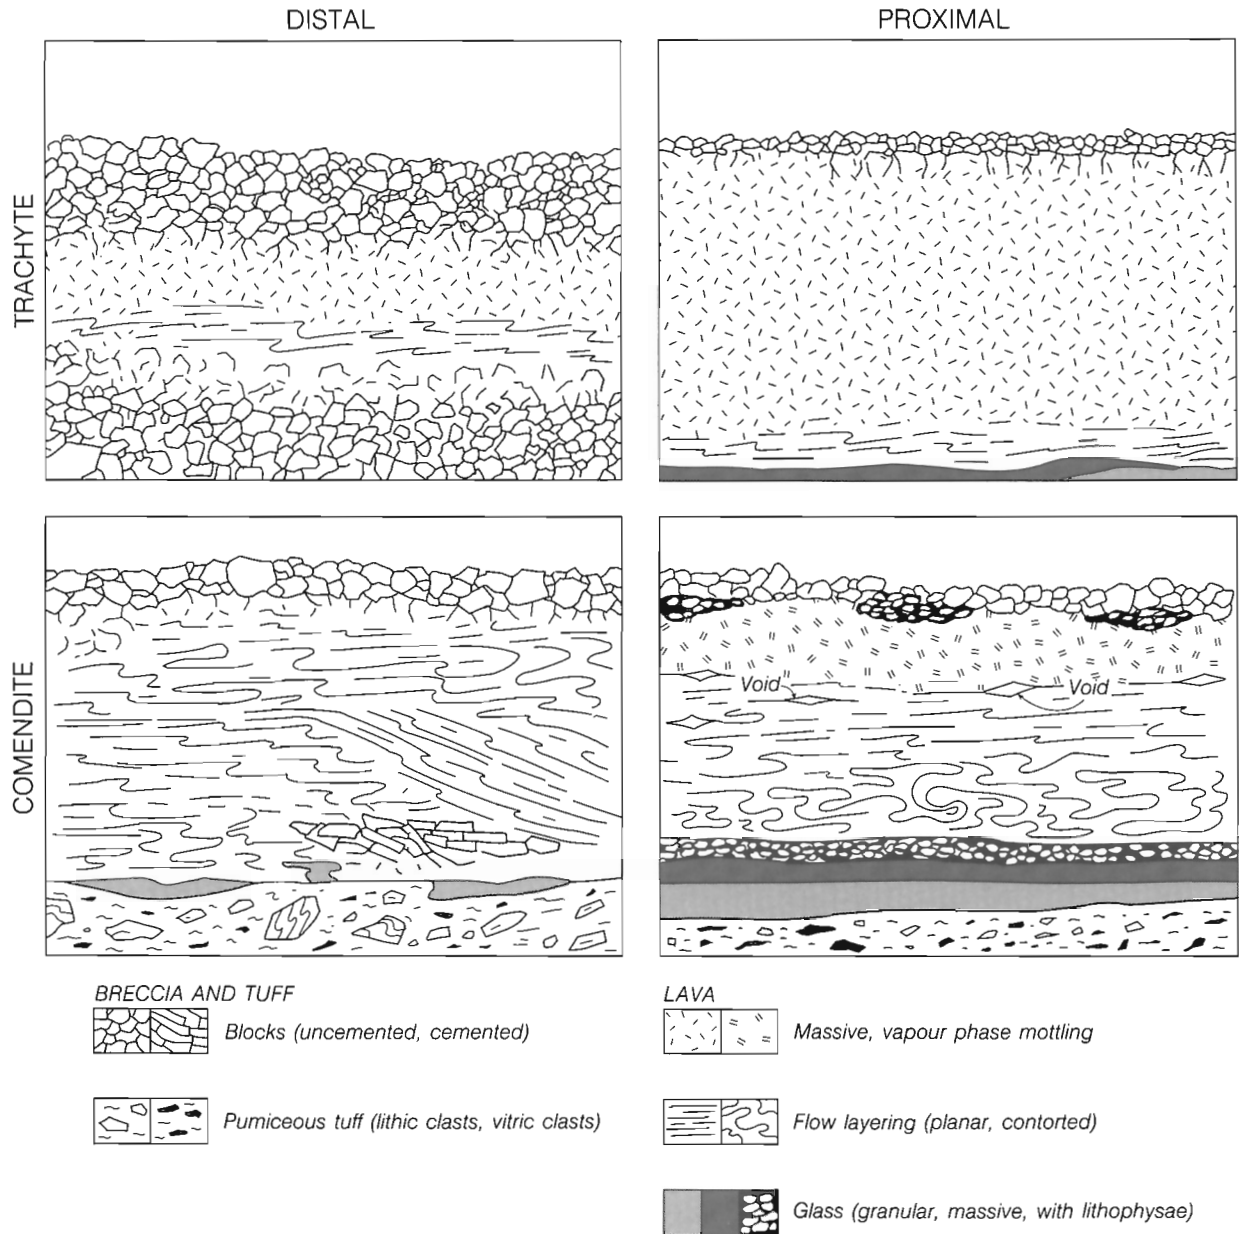 DISTAL
PROXIMAL
TRACHYTE
COMENDITE
Void
Void
BRECCIA AND TUFF
Blocks (uncemented, cemented)
Pumiceous tuff (lithic clasts, vitric clasts)
LAVA
Massive, vapour phase mottling
Flow layering (planar, contorted)
Glass (granular, massive, with lithophysae)